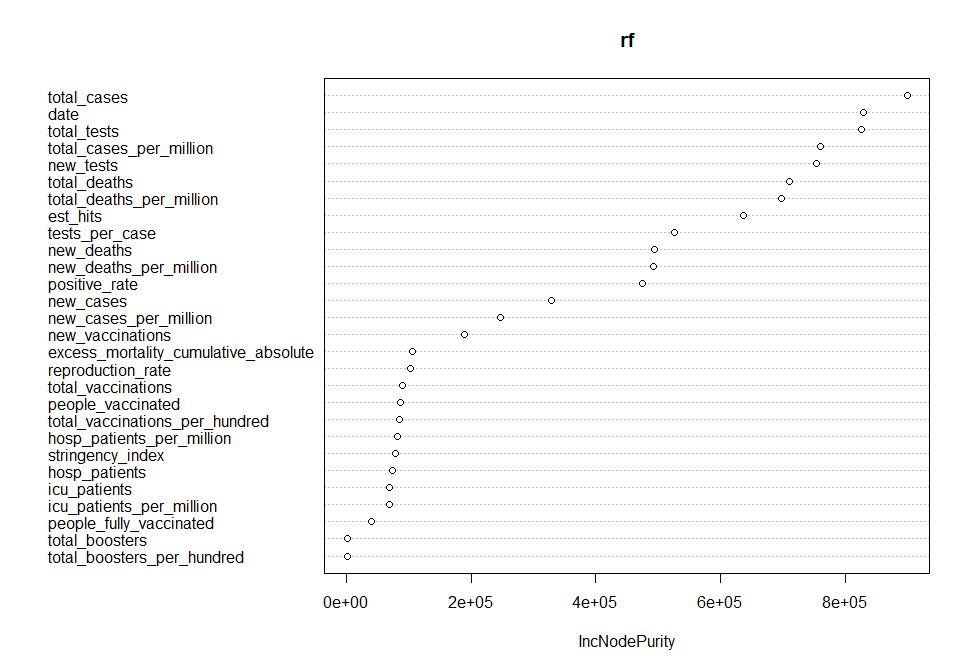 rf
total_cases
date
total_tests
total_cases_per_million
new_tests
total_deaths
total_deaths_per_million
est_hits
tests_per_case
new_deaths
new_deaths_per_million
positive_rate
new_cases
new_cases_per_million
new_vaccinations
excess_mortality_cumulative_absolute
reproduction_rate
total_vaccinations
people_vaccinated
total_vaccinations_per_hundred
hosp_patients_per_million
stringency_index
hosp_patients
icu_patients
icu_patients_per_million
people_fully_vaccinated
total_boosters
total_boosters_per_hundred
0e+00 2e+05 4e+05 6e+05 8e+05
IncNodePurity